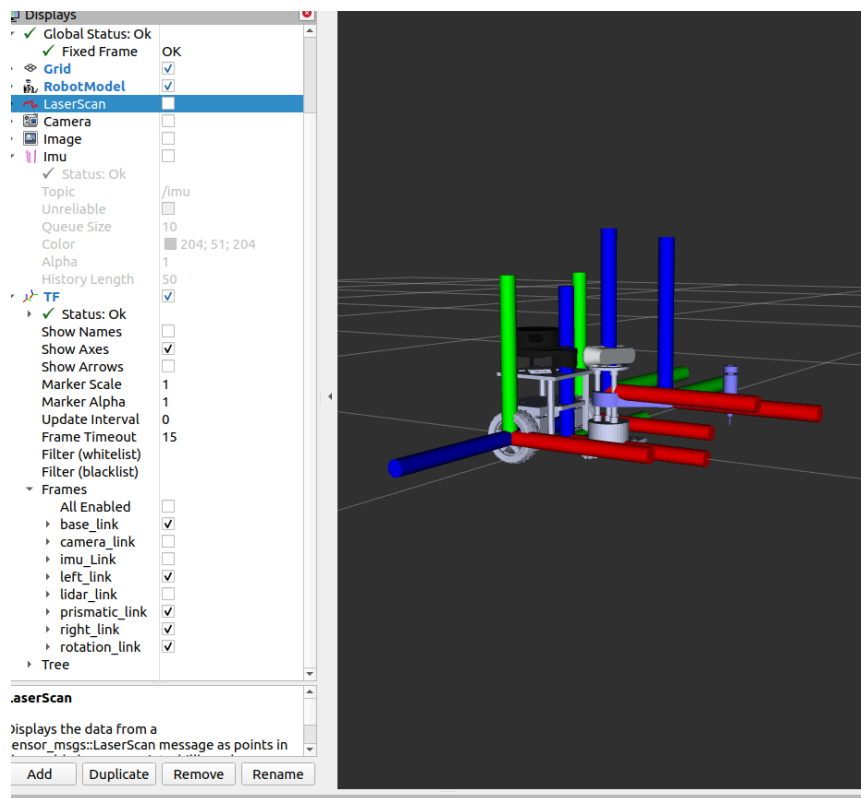 Displays
Global Status: Ok
Fixed Frame OK
Grid
RobotModel
LaserScan
Camera
Image
Imu
Status: Ok
Topic /imu
Unreliable
Queue Size 10
Color 204; 51; 204
Alpha 1
History Length 50
TF
Status: Ok
Show Names
Show Axes
Show Arrows
Marker Scale 1
Marker Alpha 1
Update Interval 0
Frame Timeout 15
Filter (whitelist)
Filter (blacklist)
Frames
All Enabled
base_link
camera_link
imu_Link
left_link
lidar_link
prismatic_link
right_link
rotation_link
Tree
.aserScan
Displays the data from a
sensor_msgs::LaserScan message as points in
Add Duplicate Remove Rename